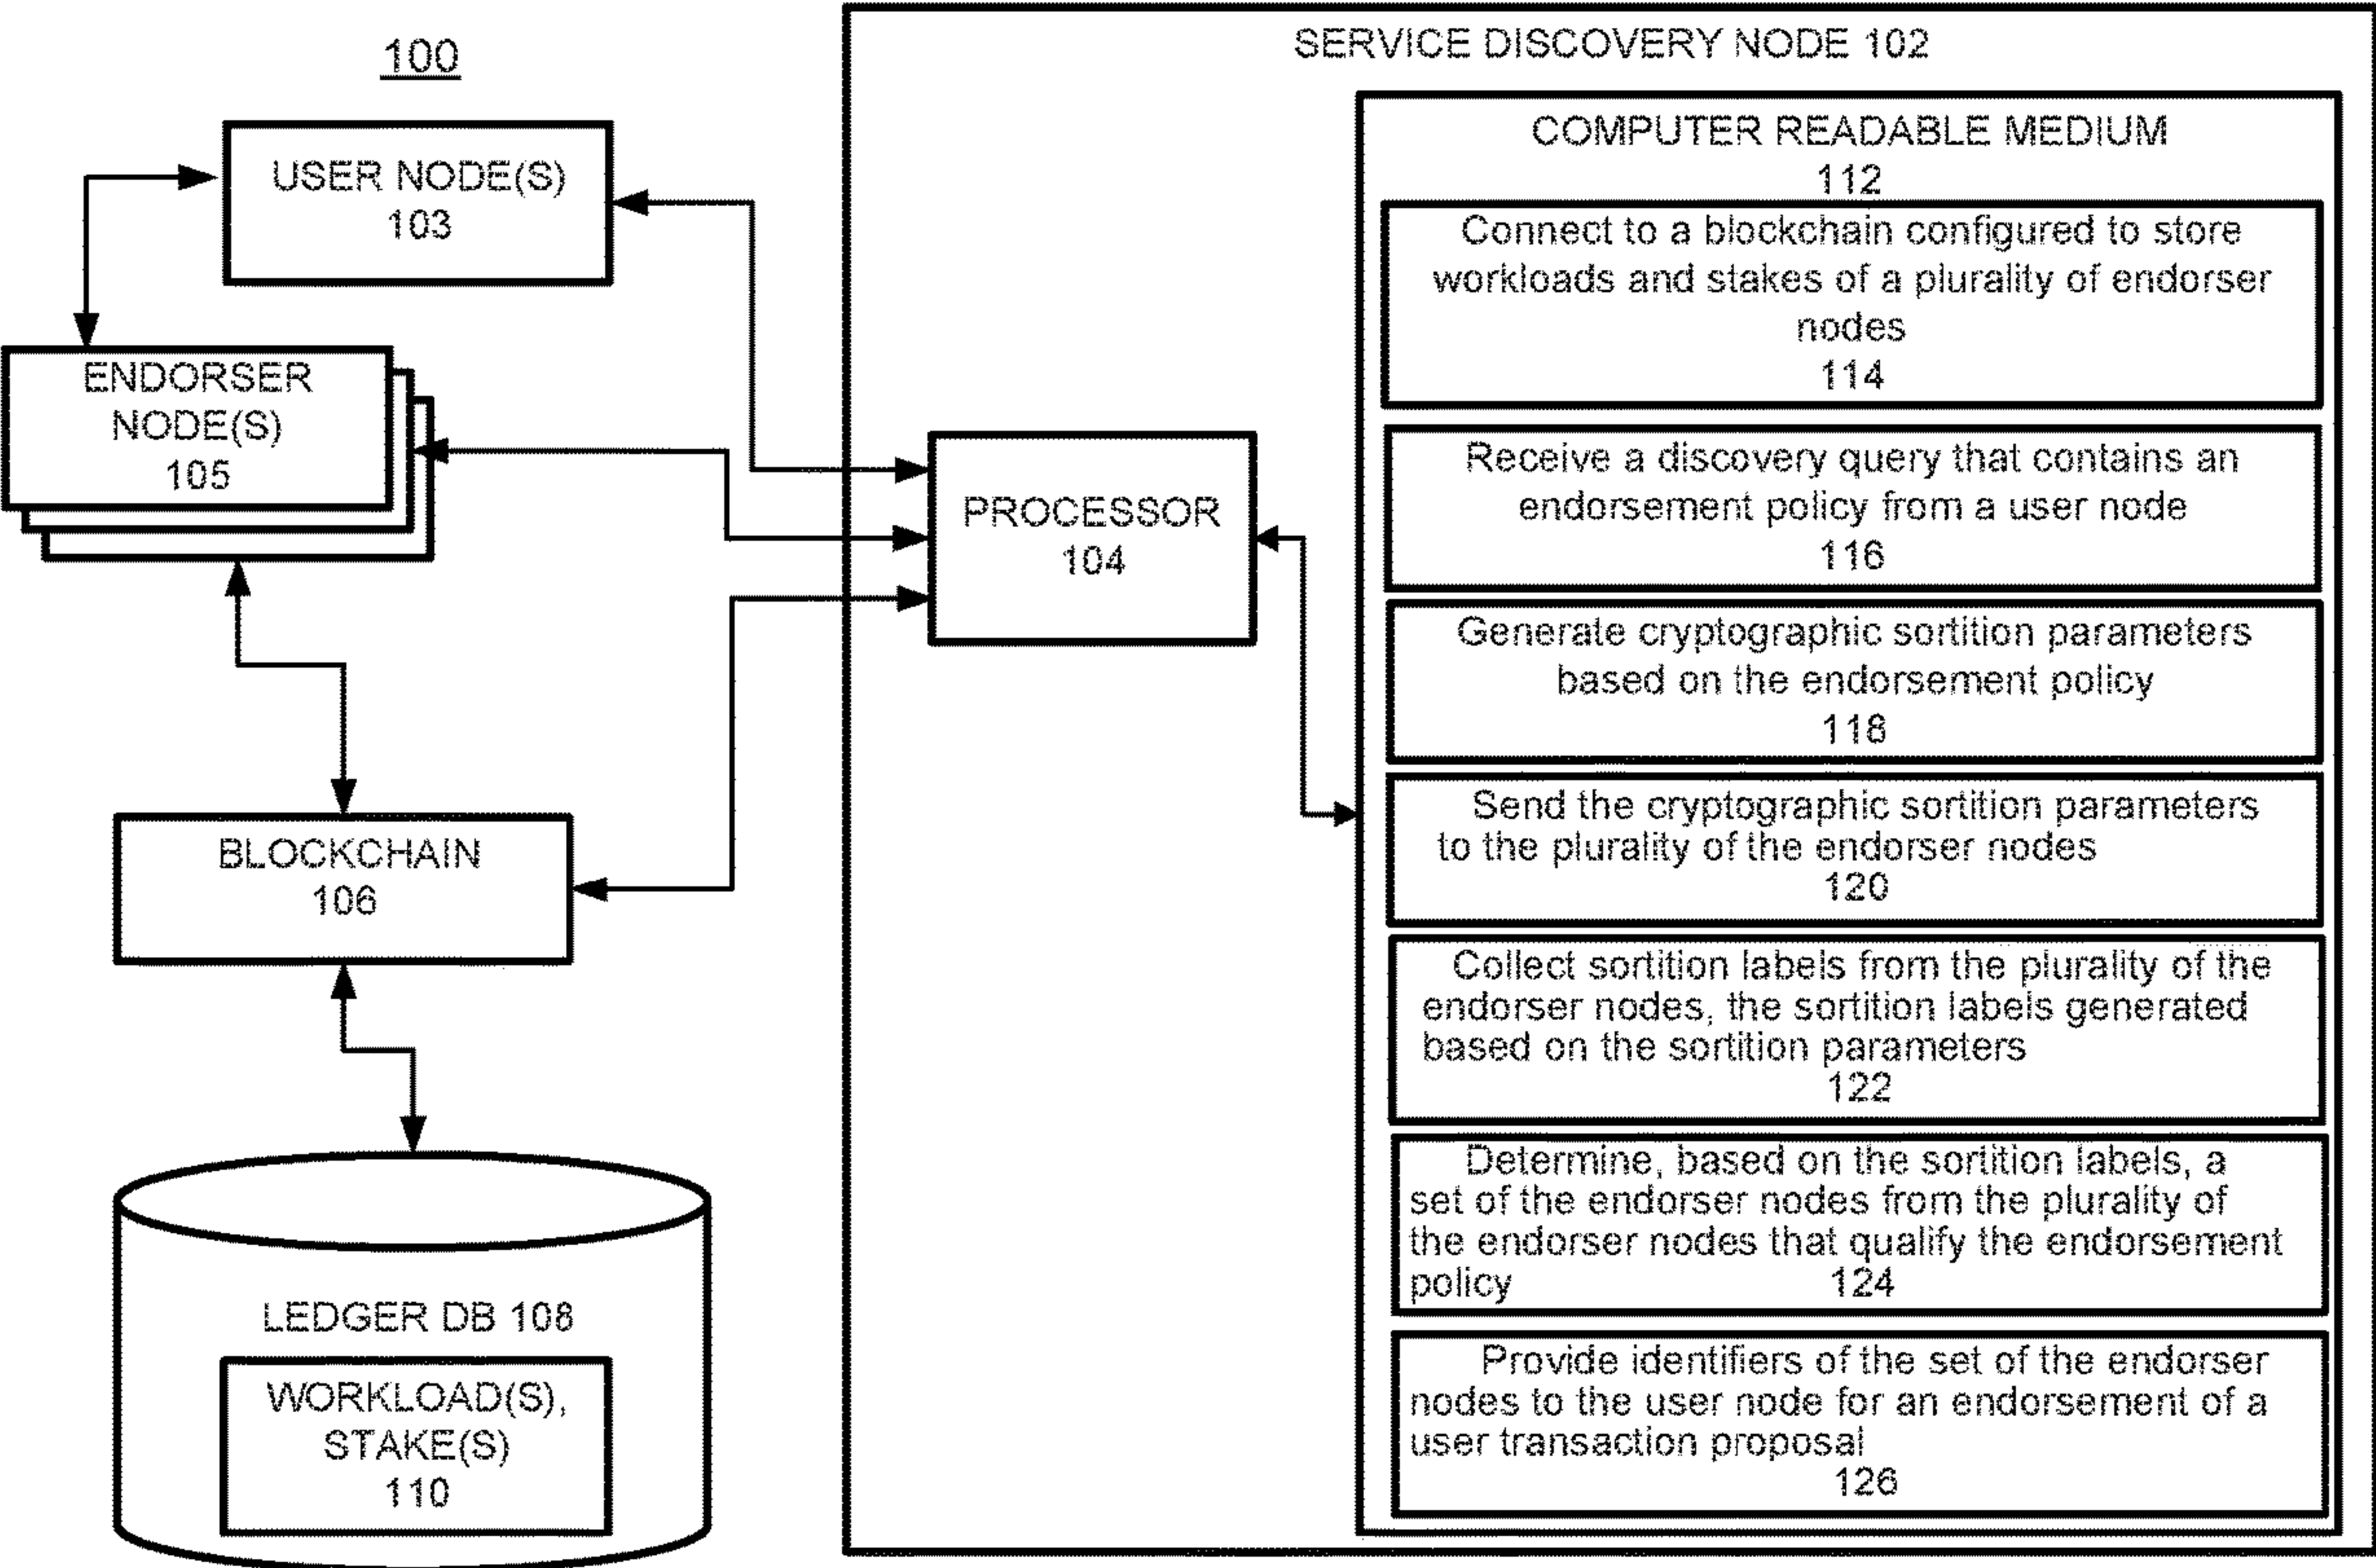 100
USER NODE(S)
103
ENDORSER
NODE(S)
105
BLOCKCHAIN
106
LEDGER DB 108
WORKLOAD(S),
STAKE(S)
110
SERVICE DISCOVERY NODE 102
PROCESSOR
104
COMPUTER READABLE MEDIUM
112
Connect to a blockchain configured to store
workloads and stakes of a plurality of endorser
nodes
114
Receive a discovery query that contains an
endorsement policy from a user node
116
Generate cryptographic sortition parameters
based on the endorsement policy
118
Send the cryptographic sortition parameters
to the plurality of the endorser nodes
120
Collect sortition labels from the plurality of the
endorser nodes, the sortition labels generated
based on the sortition parameters
122
Determine, based on the sortition labels, a
set of the endorser nodes from the plurality of
the endorser nodes that qualify the endorsement
policy 124
Provide identifiers of the set of the endorser
nodes to the user node for an endorsement of a
user transaction proposal
126